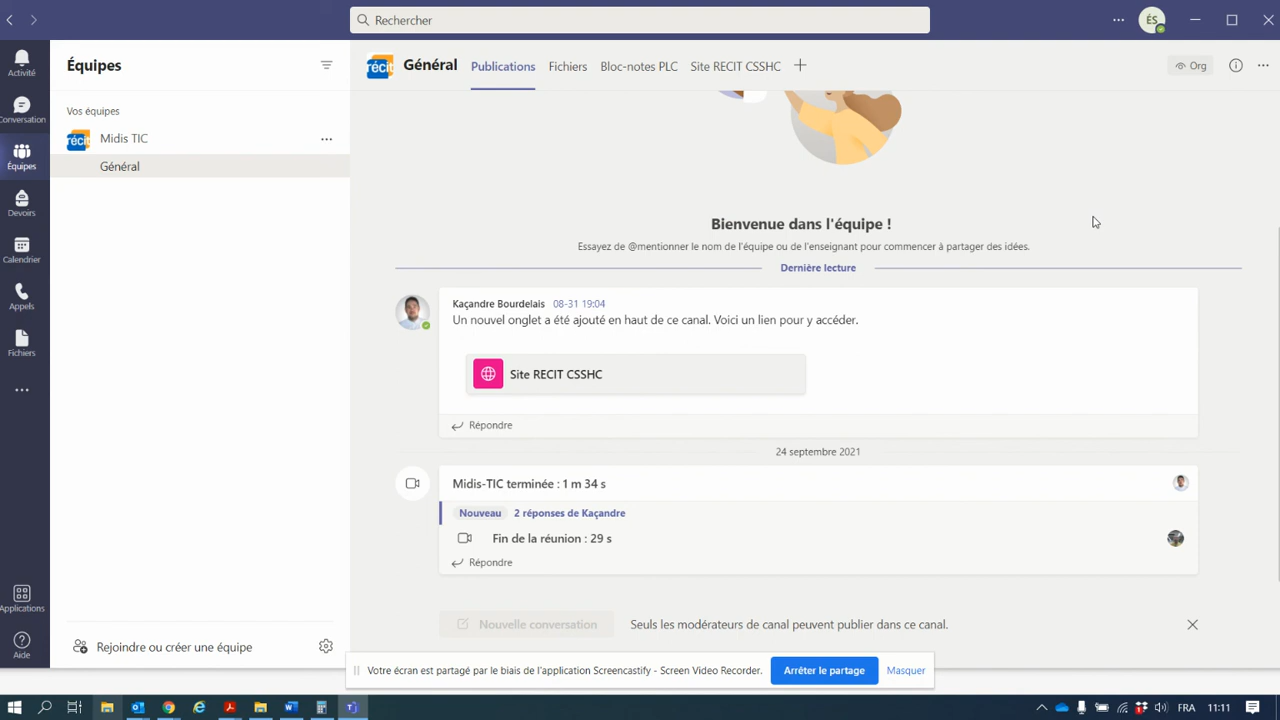 Rechercher
ÉS
Activité
Conversation
Équipes
Devoirs
Calendrier
Appels
Fichiers
Applications
Aide
Équipes
Vos équipes
récit
Midis TIC
Général
Rejoindre ou créer une équipe
récit
Général
Publications
Fichiers
Bloc-notes PLC
Site RECIT CSSHC
Org
Bienvenue dans l'équipe !
Essayez de @mentionner le nom de l'équipe ou de l'enseignant pour commencer à partager des idées.
Dernière lecture
Kaçandre Bourdelais 08-31 19:04
Un nouvel onglet a été ajouté en haut de ce canal. Voici un lien pour y accéder.
Site RECIT CSSHC
Répondre
24 septembre 2021
Midis-TIC terminée : 1 m 34 s
Nouveau 2 réponses de Kaçandre
Fin de la réunion : 29 s
Répondre
Nouvelle conversation
Seuls les modérateurs de canal peuvent publier dans ce canal.
Votre écran est partagé par le biais de l'application Screencastify - Screen Video Recorder.
Arrêter le partage
Masquer
FRA
11:11